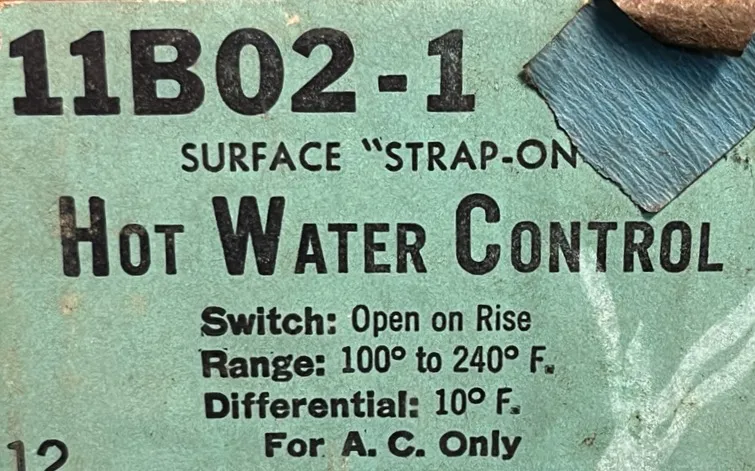 11B02-1
SURFACE "STRAP-ON
HOT WATER CONTROL
Switch: Open on Rise
Range: 100° to 240° F.
Differential: 10° F.
For A. C. Only
12